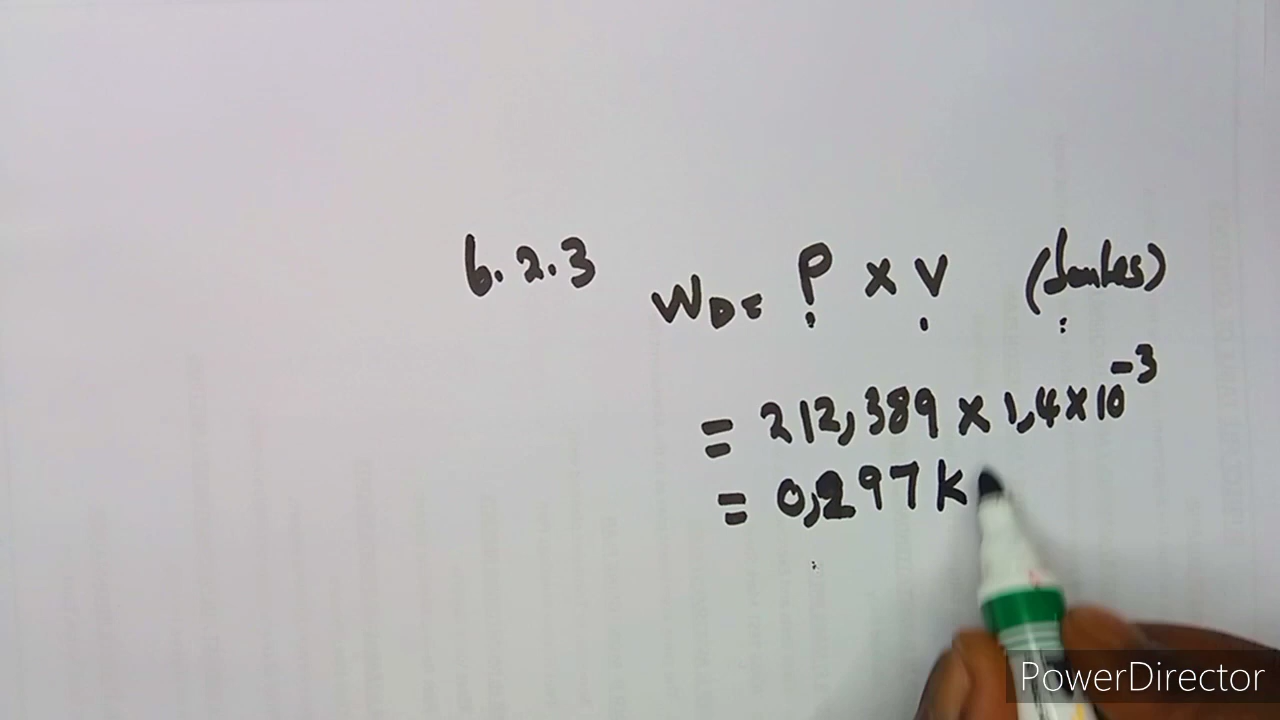 6.2.3 WD= P x V (Joules)
= 212,389 x 1,4 x 10⁻³
= 0,297 k
PowerDirector